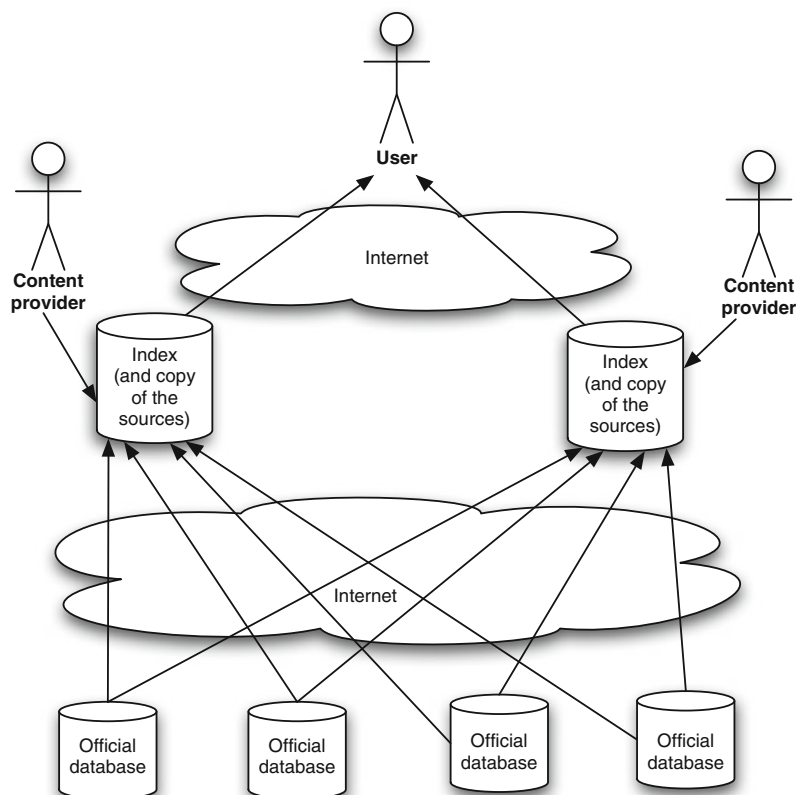 User
Internet
Content
provider
Content
provider
Index
(and copy
of the
sources)
Index
(and copy
of the
sources)
Internet
Official
database
Official
database
Official
database
Official
database